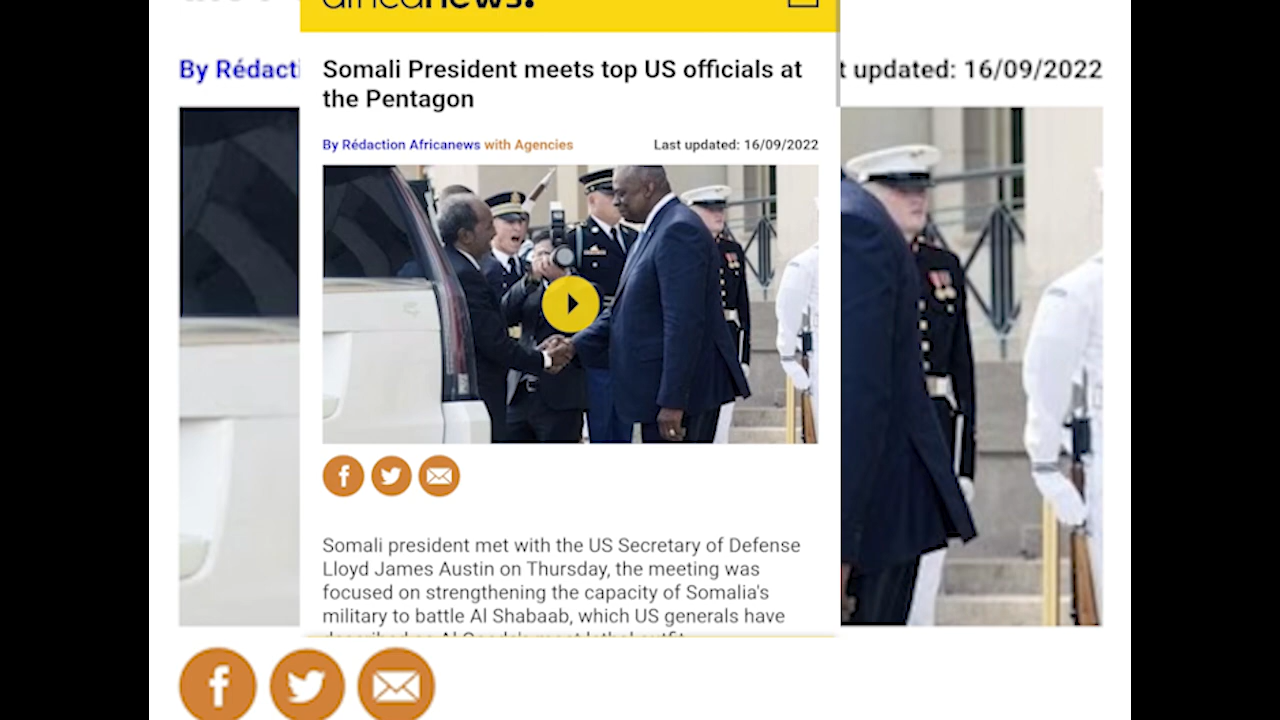 africanews.
By Rédacti
t updated: 16/09/2022
Somali President meets top US officials at
the Pentagon
By Rédaction Africanews with Agencies
Last updated: 16/09/2022
Somali president met with the US Secretary of Defense
Lloyd James Austin on Thursday, the meeting was
focused on strengthening the capacity of Somalia's
military to battle Al Shabaab, which US generals have